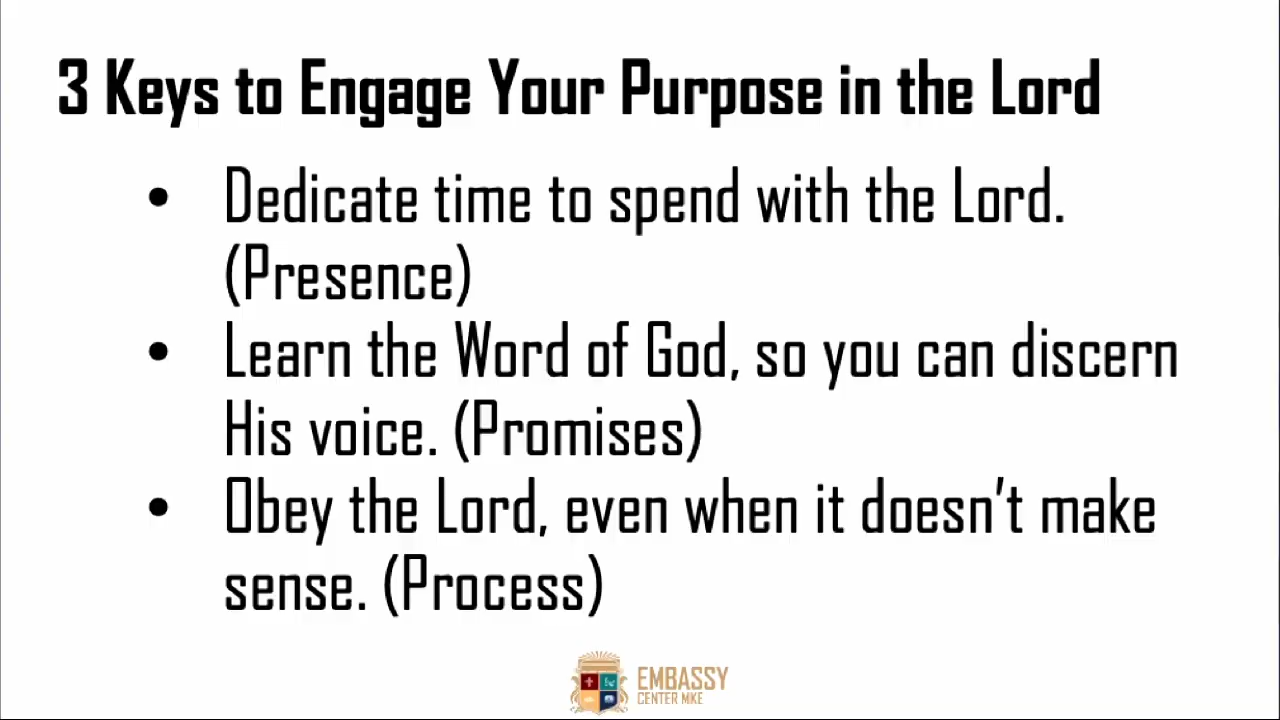 3 Keys to Engage Your Purpose in the Lord
• Dedicate time to spend with the Lord.
(Presence)
• Learn the Word of God, so you can discern
His voice. (Promises)
• Obey the Lord, even when it doesn't make
sense. (Process)
EMBASSY
CENTER MKE